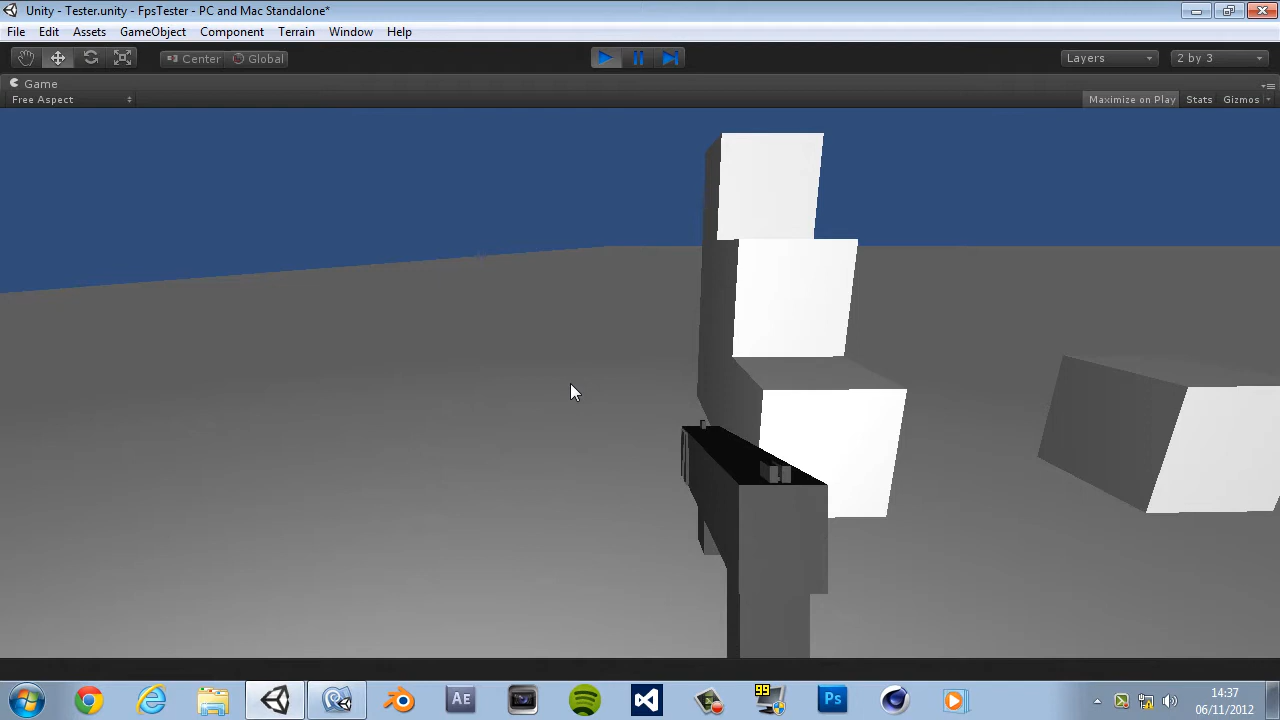 Unity - Tester.unity - FpsTester - PC and Mac Standalone*
File Edit Assets GameObject Component Terrain Window Help
Center Global Layers 2 by 3
Game
Free Aspect Maximize on Play Stats Gizmos
AE 99 Ps
14:37
06/11/2012